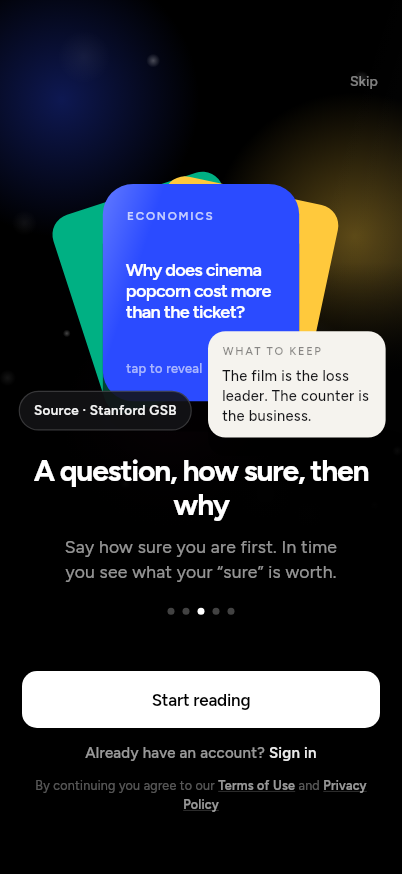 Skip
ECONOMICS
Why does cinema
popcorn cost more
than the ticket?
tap to reveal
WHAT TO KEEP
The film is the loss
leader. The counter is
the business.
Source · Stanford GSB
A question, how sure, then
why
Say how sure you are first. In time
you see what your “sure” is worth.
Start reading
Already have an account? Sign in
By continuing you agree to our Terms of Use and Privacy
Policy